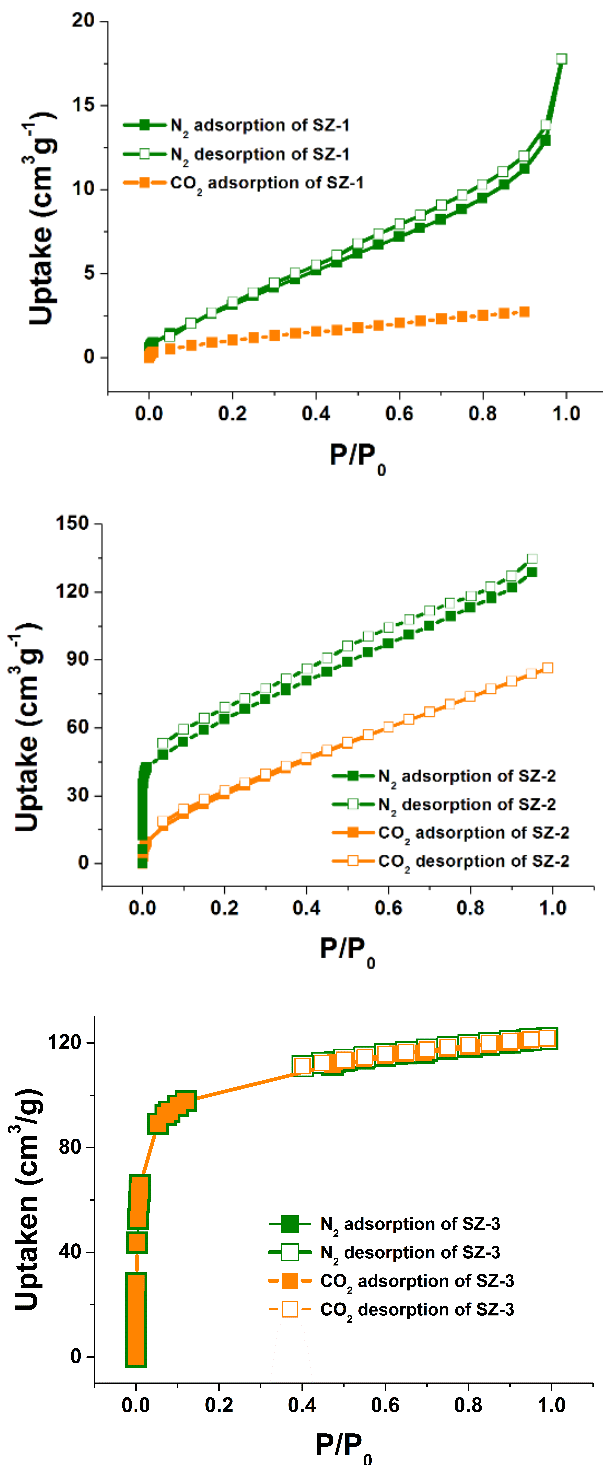 20
15
10
5
0
Uptake (cm³g⁻¹)
N₂ adsorption of SZ-1
N₂ desorption of SZ-1
CO₂ adsorption of SZ-1
0.0 0.2 0.4 0.6 0.8 1.0
P/P₀
150
120
90
60
30
0
Uptake (cm³g⁻¹)
N₂ adsorption of SZ-2
N₂ desorption of SZ-2
CO₂ adsorption of SZ-2
CO₂ desorption of SZ-2
0.0 0.2 0.4 0.6 0.8 1.0
P/P₀
120
80
40
0
Uptaken (cm³/g)
N₂ adsorption of SZ-3
N₂ desorption of SZ-3
CO₂ adsorption of SZ-3
CO₂ desorption of SZ-3
0.0 0.2 0.4 0.6 0.8 1.0
P/P₀